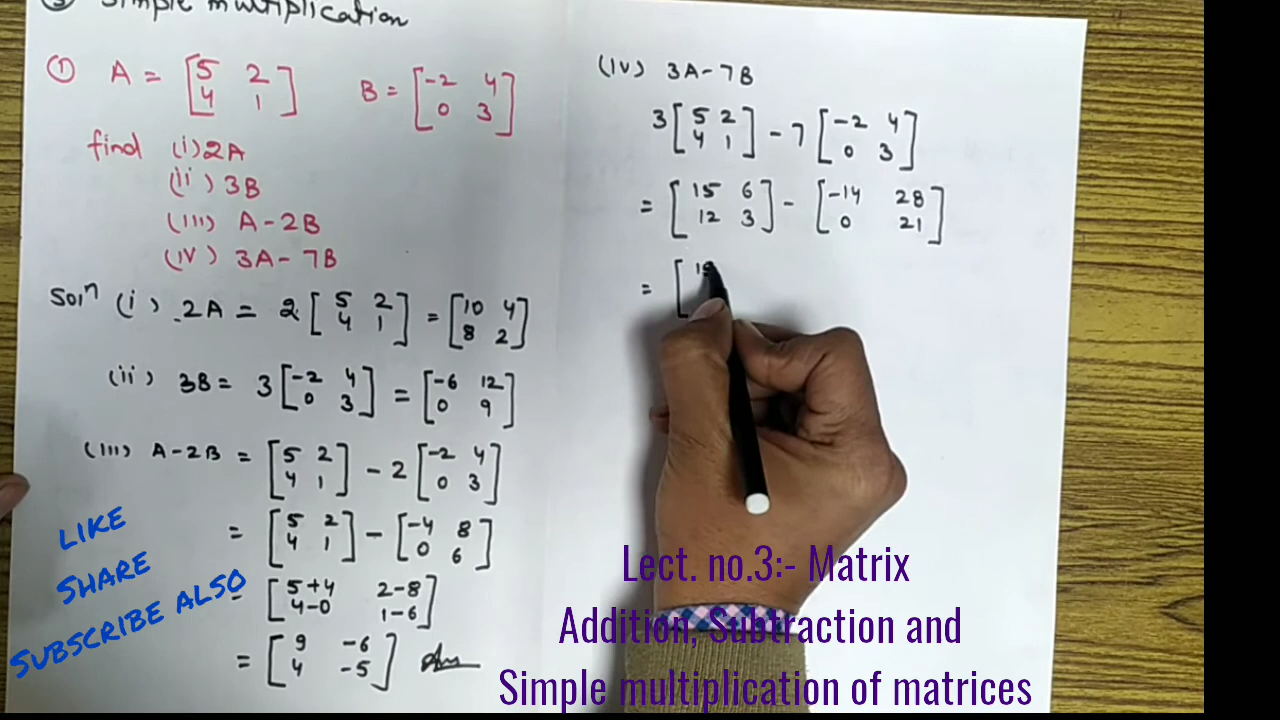 ③ Simple multiplication
① A = [5 2; 4 1] B = [-2 4; 0 3]
find (i) 2A
(ii) 3B
(iii) A-2B
(iv) 3A-7B
Solⁿ (i) 2A = 2 [5 2; 4 1] = [10 4; 8 2]
(ii) 3B = 3 [-2 4; 0 3] = [-6 12; 0 9]
(iii) A-2B = [5 2; 4 1] - 2 [-2 4; 0 3]
= [5 2; 4 1] - [-4 8; 0 6]
= [5+4 2-8; 4-0 1-6]
= [9 -6; 4 -5] Ans
(iv) 3A-7B
3 [5 2; 4 1] - 7 [-2 4; 0 3]
= [15 6; 12 3] - [-14 28; 0 21]
= [15
LIKE
SHARE
SUBSCRIBE ALSO
Lect. no.3:- Matrix
Addition, Subtraction and
Simple multiplication of matrices